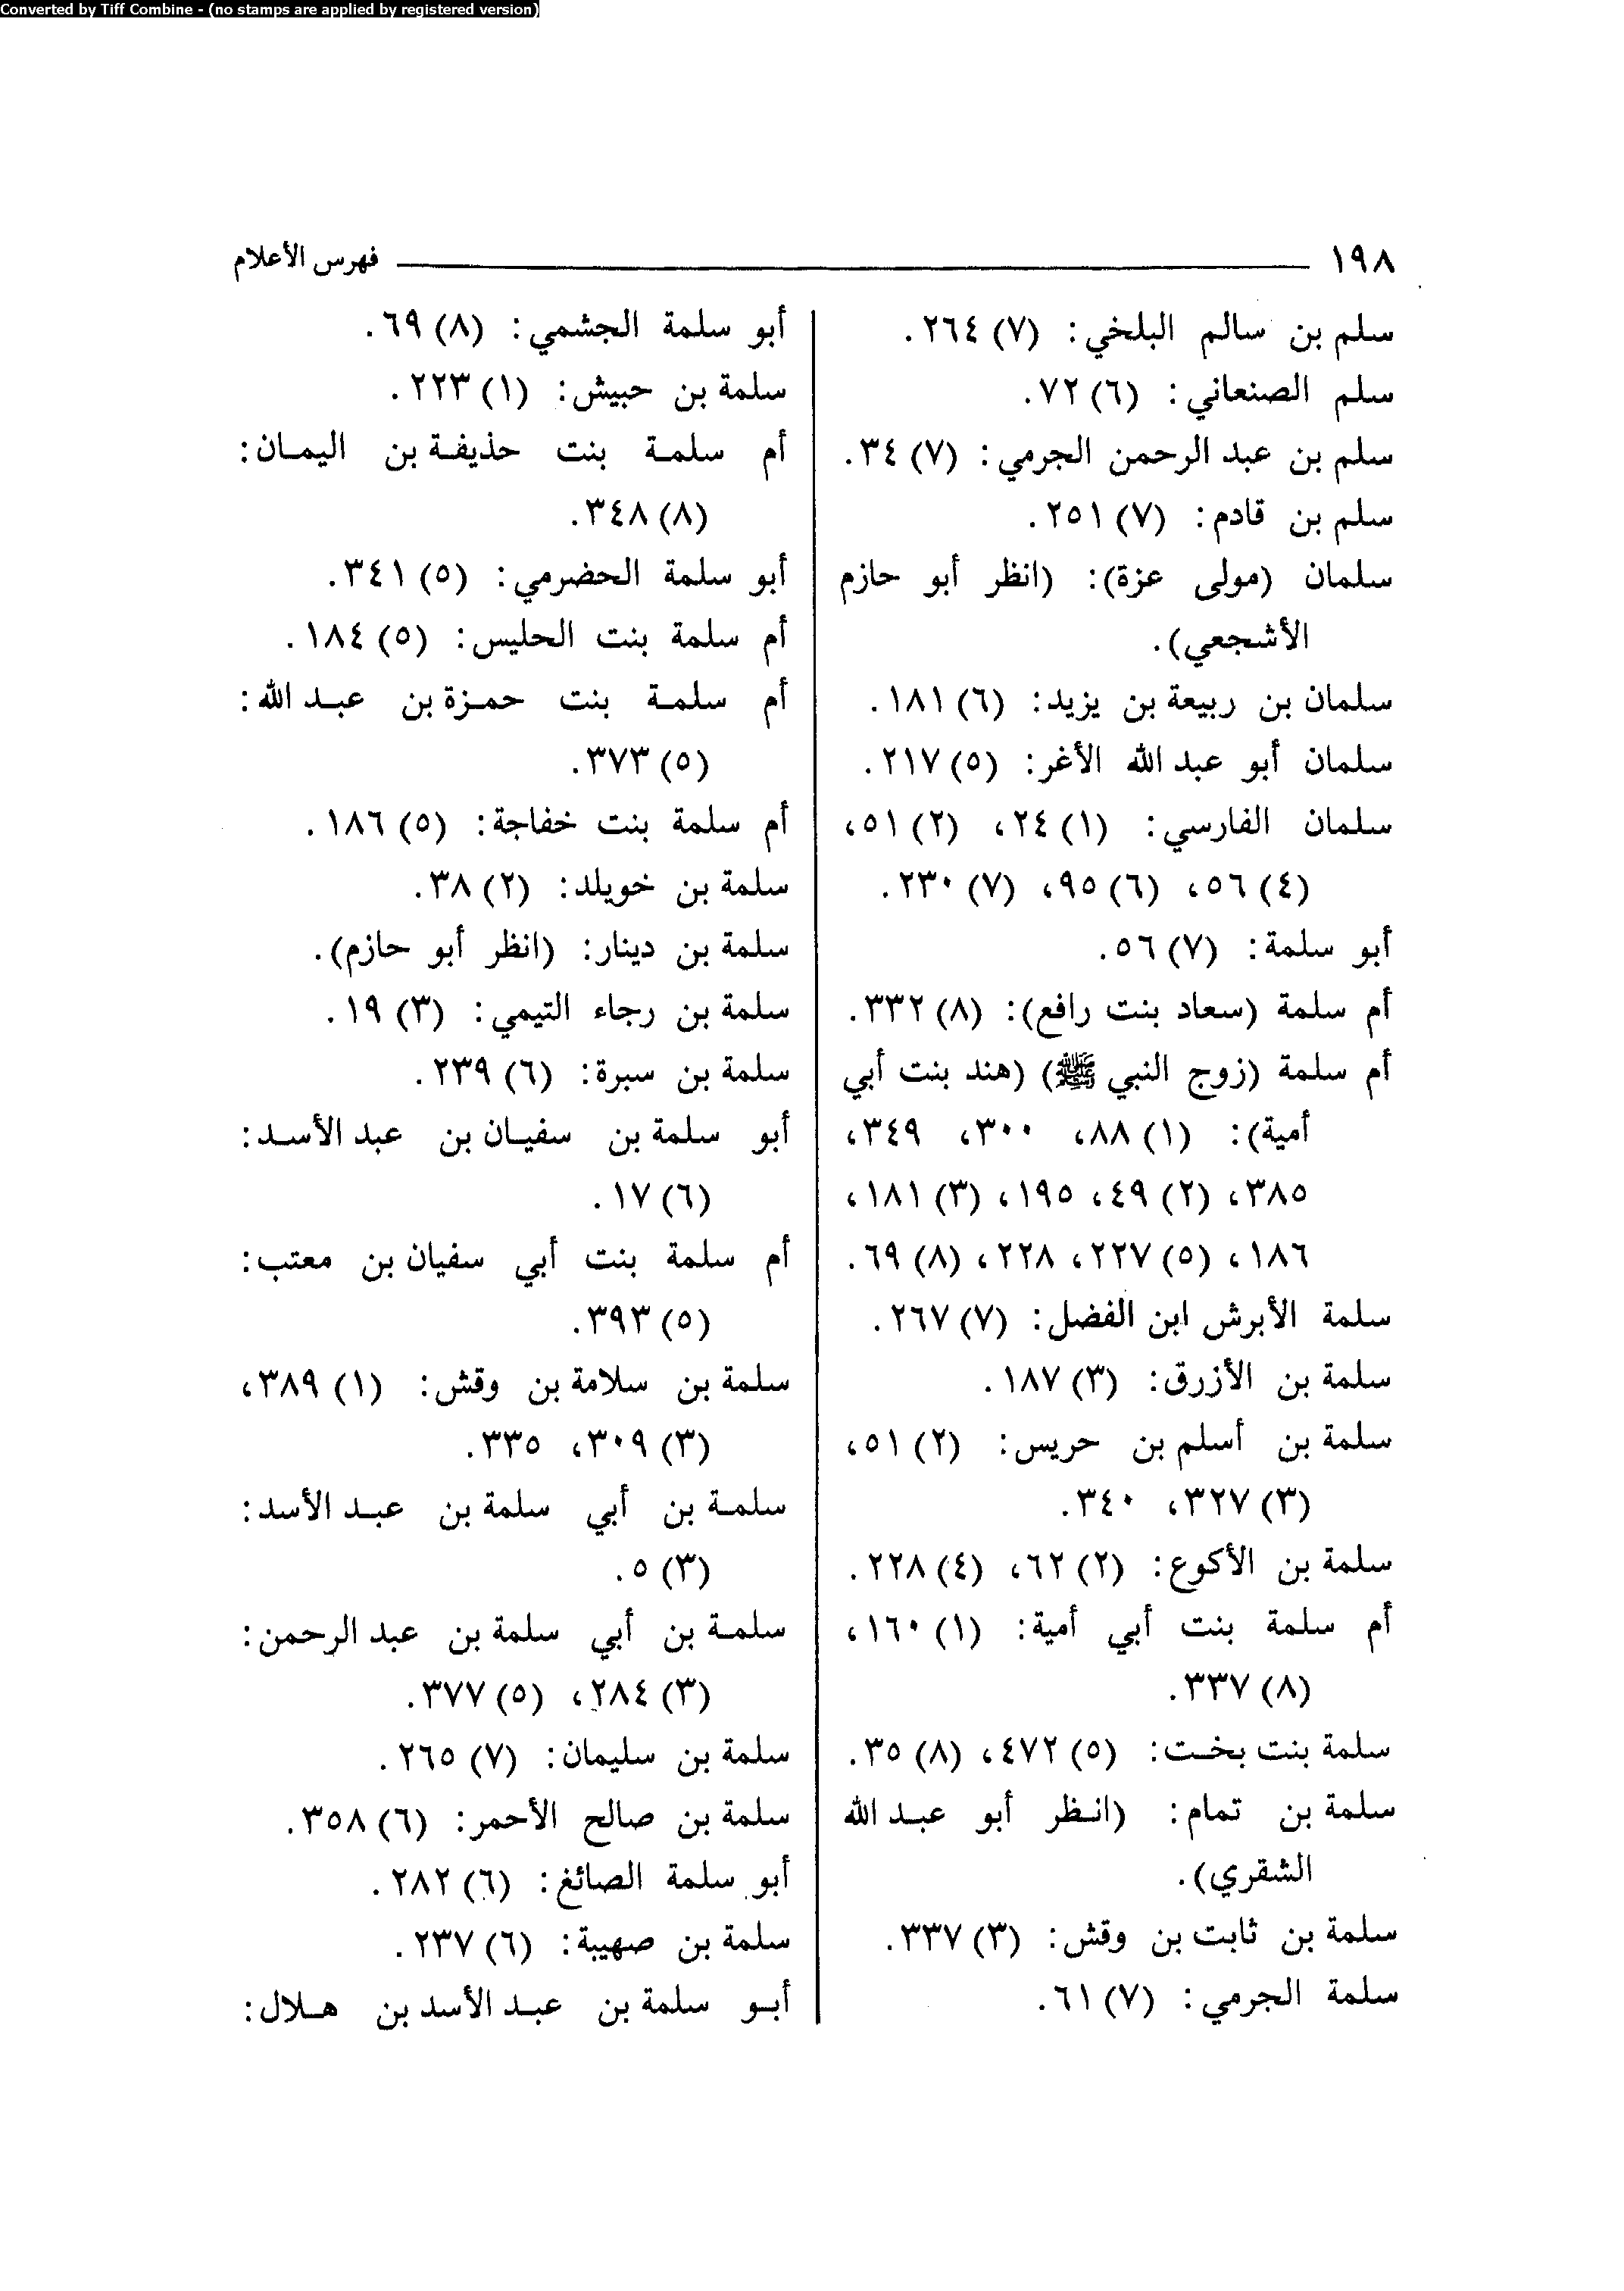 Converted by Tiff Combine - (no stamps are applied by registered version)
١٩٨ فهرس الأعلام
سلم بن سالم البلخي: (٧) ٢٦٤.
سلم الصنعاني: (٦) ٧٢.
سلم بن عبد الرحمن الجرمي: (٧) ٣٤.
سلم بن قادم: (٧) ٢٥١.
سلمان (مولى عزة): (انظر أبو حازم
الأشجعي).
سلمان بن ربيعة بن يزيد: (٦) ١٨١.
سلمان أبو عبد الله الأغر: (٥) ٢١٧.
سلمان الفارسي: (١) ٢٤، (٢) ٥١،
(٤) ٥٦، (٦) ٩٥، (٧) ٢٣٠.
أبو سلمة: (٧) ٥٦.
أم سلمة (سعاد بنت رافع): (٨) ٣٣٢.
أم سلمة (زوج النبي ﷺ) (هند بنت أبي
أمية): (١) ٨٨، ٣٠٠، ٣٤٩،
٣٨٥، (٢) ٤٩، ١٩٥، (٣) ١٨١،
١٨٦، (٥) ٢٢٧، ٢٢٨، (٨) ٦٩.
سلمة الأبرش ابن الفضل: (٧) ٢٦٧.
سلمة بن الأزرق: (٣) ١٨٧.
سلمة بن أسلم بن حريس: (٢) ٥١،
(٣) ٣٢٧، ٣٤٠.
سلمة بن الأكوع: (٢) ٦٢، (٤) ٢٢٨.
أم سلمة بنت أبي أمية: (١) ١٦٠،
(٨) ٣٣٧.
سلمة بنت بخت: (٥) ٤٧٢، (٨) ٣٥.
سلمة بن تمام: (انظر أبو عبد الله
الشقري).
سلمة بن ثابت بن وقش: (٣) ٣٣٧.
سلمة الجرمي: (٧) ٦١.
أبو سلمة الجشمي: (٨) ٦٩.
سلمة بن حبيش: (١) ٢٢٣.
أم سلمة بنت حذيفة بن اليمان:
(٨) ٣٤٨.
أبو سلمة الحضرمي: (٥) ٣٤١.
أم سلمة بنت الحليس: (٥) ١٨٤.
أم سلمة بنت حمزة بن عبد الله:
(٥) ٣٧٣.
أم سلمة بنت خفاجة: (٥) ١٨٦.
سلمة بن خويلد: (٢) ٣٨.
سلمة بن دينار: (انظر أبو حازم).
سلمة بن رجاء التيمي: (٣) ١٩.
سلمة بن سبرة: (٦) ٢٣٩.
أبو سلمة بن سفيان بن عبد الأسد:
(٦) ١٧.
أم سلمة بنت أبي سفيان بن معتب:
(٥) ٣٩٣.
سلمة بن سلامة بن وقش: (١) ٣٨٩،
(٣) ٣٠٩، ٣٣٥.
سلمة بن أبي سلمة بن عبد الأسد:
(٣) ٥.
سلمة بن أبي سلمة بن عبد الرحمن:
(٣) ٢٨٤، (٥) ٣٧٧.
سلمة بن سليمان: (٧) ٢٦٥.
سلمة بن صالح الأحمر: (٦) ٣٥٨.
أبو سلمة الصائغ: (٦) ٢٨٢.
سلمة بن صهيبة: (٦) ٢٣٧.
أبو سلمة بن عبد الأسد بن هلال: